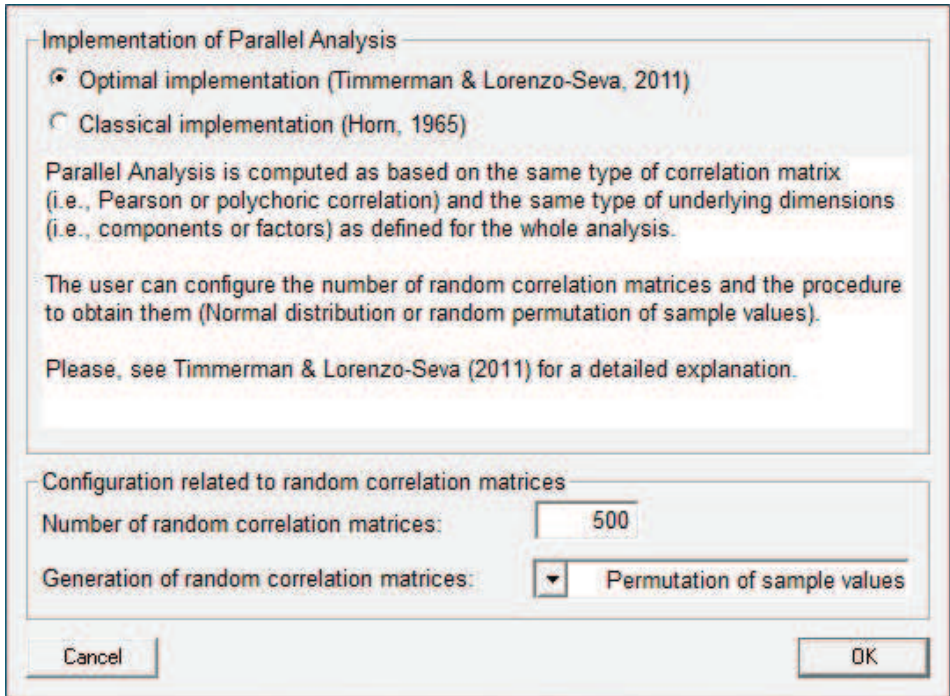 Implementation of Parallel Analysis
Optimal implementation (Timmerman & Lorenzo-Seva, 2011)
Classical implementation (Horn, 1965)
Parallel Analysis is computed as based on the same type of correlation matrix
(i.e., Pearson or polychoric correlation) and the same type of underlying dimensions
(i.e., components or factors) as defined for the whole analysis.
The user can configure the number of random correlation matrices and the procedure
to obtain them (Normal distribution or random permutation of sample values).
Please, see Timmerman & Lorenzo-Seva (2011) for a detailed explanation.
Configuration related to random correlation matrices
Number of random correlation matrices: 500
Generation of random correlation matrices: Permutation of sample values
Cancel OK